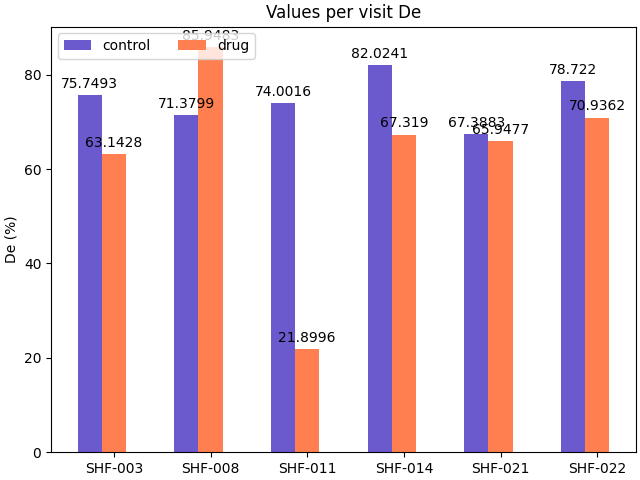 Values per visit De
control
drug
De (%)
80
60
40
20
0
75.7493
63.1428
71.3799
85.9483
74.0016
21.8996
82.0241
67.319
67.3883
65.9477
78.722
70.9362
SHF-003
SHF-008
SHF-011
SHF-014
SHF-021
SHF-022